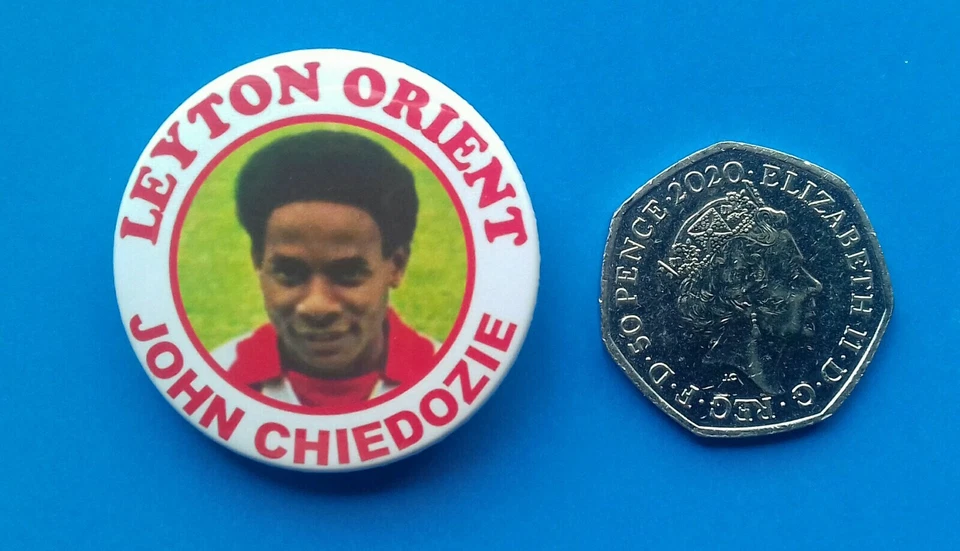 LEYTON ORIENT
JOHN CHIEDOZIE
50 PENCE · 2020 · ELIZABETH II · D · G · REG · F · D ·